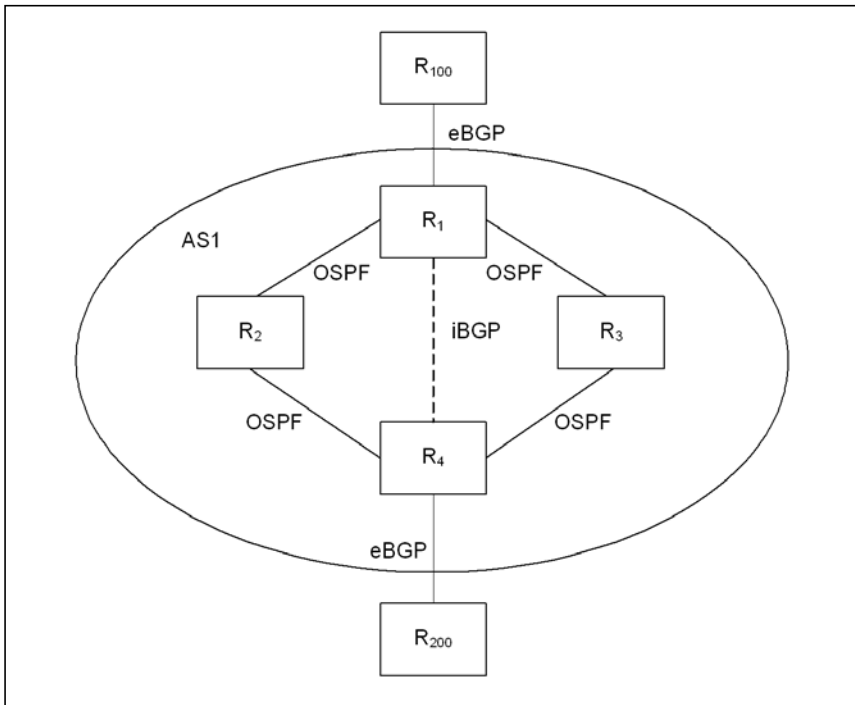 R100
eBGP
R1
AS1
OSPF OSPF
R2 iBGP R3
OSPF OSPF
R4
eBGP
R200